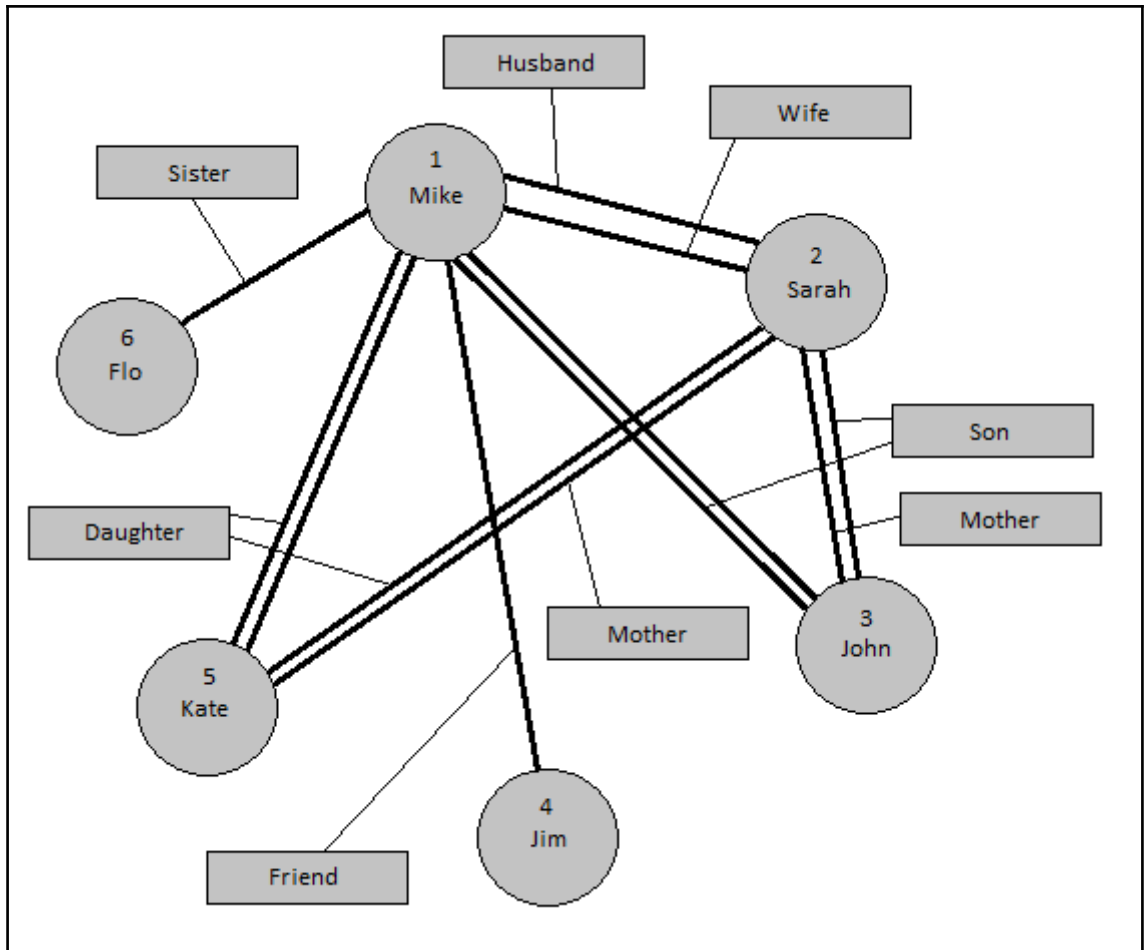 Husband
Wife
1
Mike
Sister
2
Sarah
6
Flo
Son
Daughter
Mother
3
John
Mother
5
Kate
4
Jim
Friend